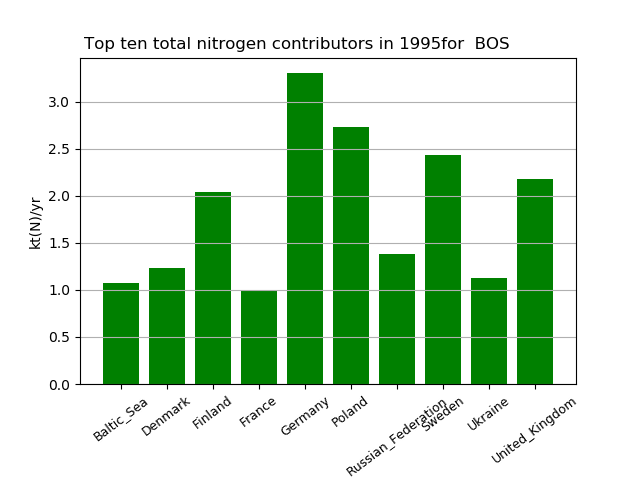 Top ten total nitrogen contributors in 1995for  BOS
kt(N)/yr
3.0
2.5
2.0
1.5
1.0
0.5
0.0
Baltic_Sea
Denmark
Finland
France
Germany
Poland
Russian_Federation
Sweden
Ukraine
United_Kingdom